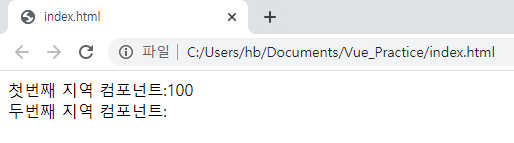 index.html
파일
C:/Users/hb/Documents/Vue_Practice/index.html
첫번째 지역 컴포넌트:100
두번째 지역 컴포넌트: